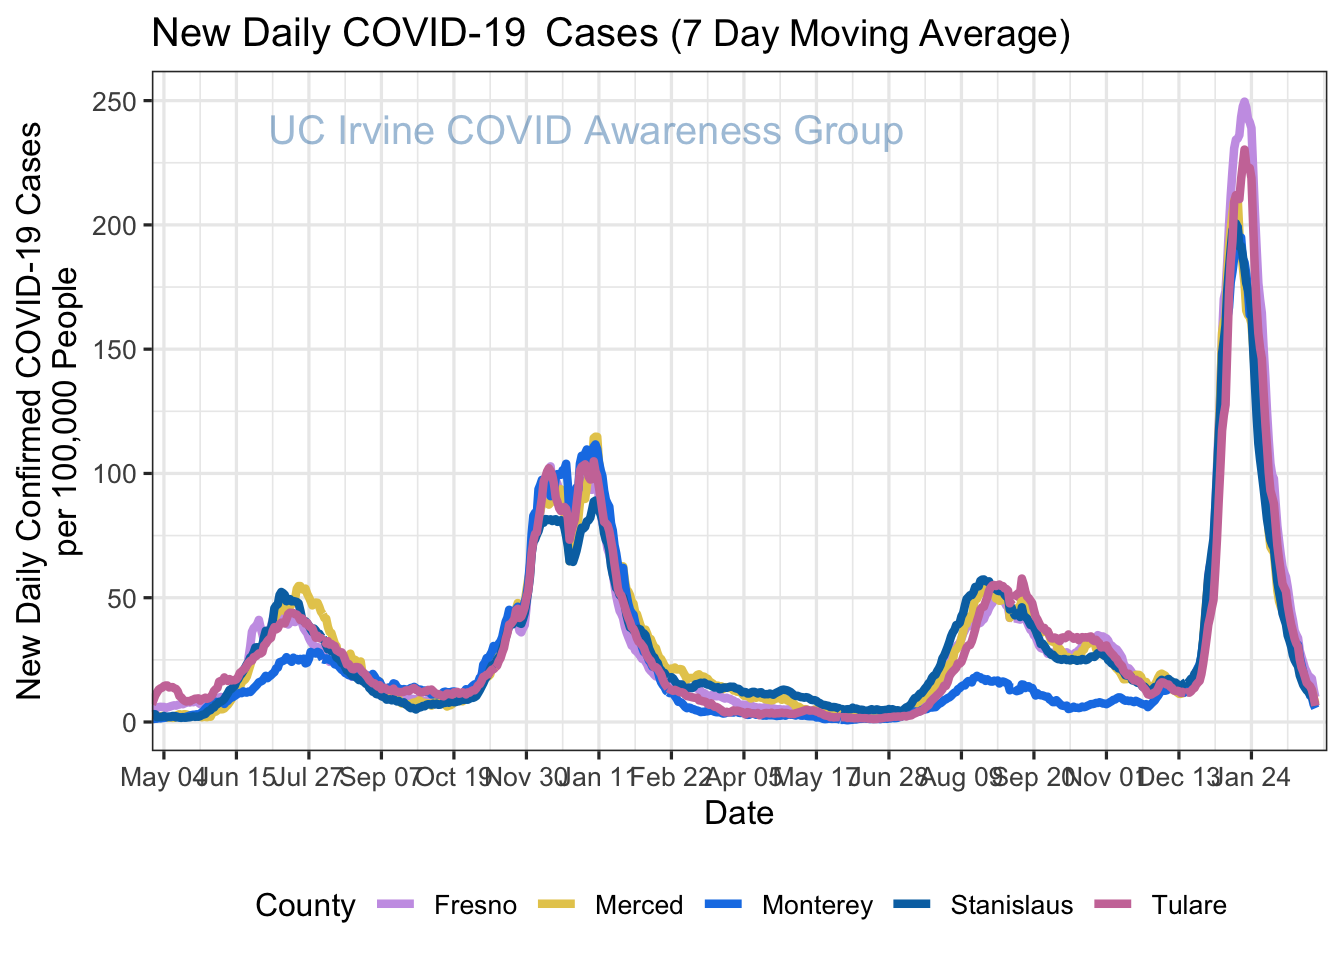 New Daily COVID-19  Cases (7 Day Moving Average)
UC Irvine COVID Awareness Group
New Daily Confirmed COVID-19 Cases
per 100,000 People
250
200
150
100
50
0
May 04 Jun 15 Jul 27 Sep 07 Oct 19 Nov 30 Jan 11 Feb 22 Apr 05 May 17 Jun 28 Aug 09 Sep 20 Nov 01 Dec 13 Jan 24
Date
County Fresno Merced Monterey Stanislaus Tulare